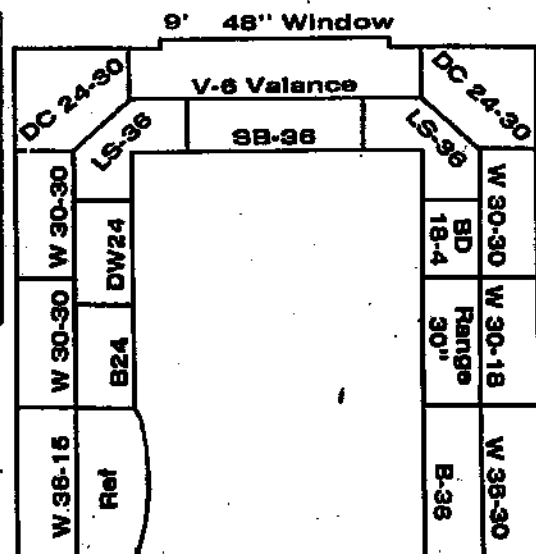 9' 48" Window
DC 24-30
V-6 Valance
DC 24-30
LS-36
SB-36
LS-36
W 30-30
DW24
BD 18-4
W 30-30
W 30-30
B24
Range 30"
W 30-18
W.36-15
Ref
B-36
W 36-30